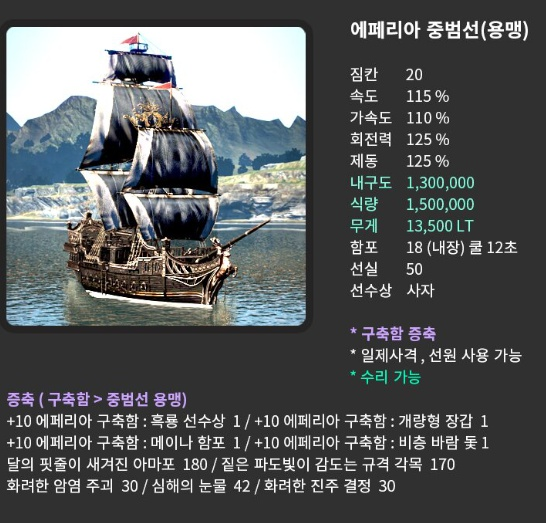 에페리아 중범선(용맹)
짐칸 20
속도 115 %
가속도 110 %
회전력 125 %
제동 125 %
내구도 1,300,000
식량 1,500,000
무게 13,500 LT
함포 18 (내장) 쿨 12초
선실 50
선수상 사자
* 구축함 증축
* 일제사격 , 선원 사용 가능
* 수리 가능
증축 ( 구축함 > 중범선 용맹)
+10 에페리아 구축함 : 흑룡 선수상 1 / +10 에페리아 구축함 : 개량형 장갑 1
+10 에페리아 구축함 : 메이나 함포 1 / +10 에페리아 구축함 : 비층 바람 돛 1
달의 핏줄이 새겨진 아마포 180 / 짙은 파도빛이 감도는 규격 각목 170
화려한 암염 주괴 30 / 심해의 눈물 42 / 화려한 진주 결정 30